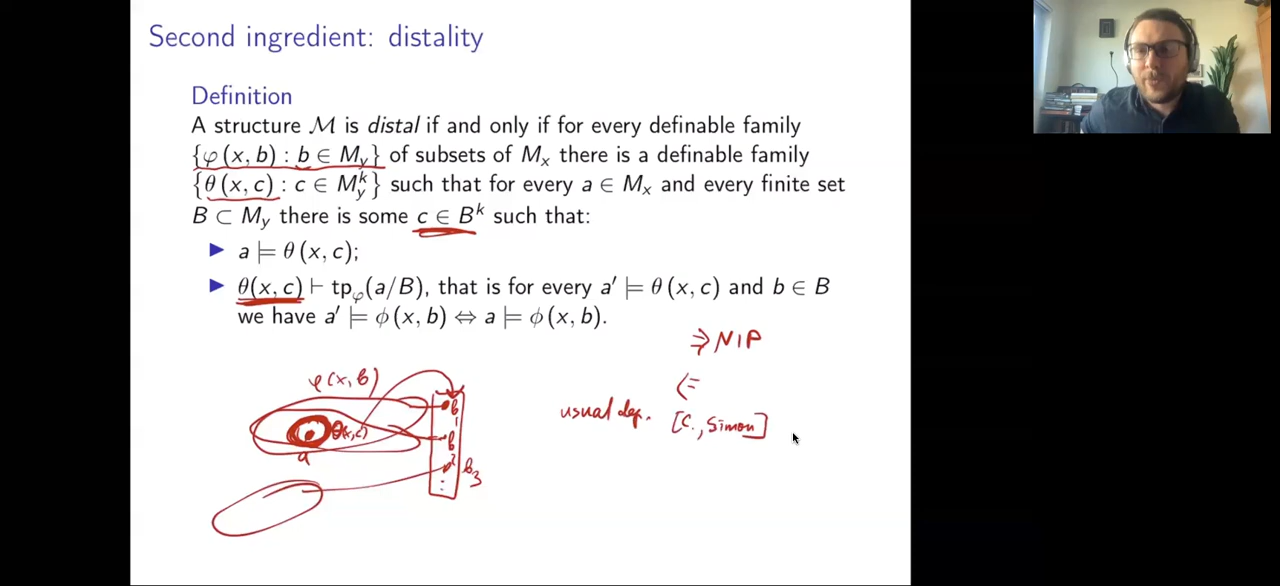 Second ingredient: distality
Definition
A structure ℳ is distal if and only if for every definable family
{φ(x, b) : b ∈ M_y} of subsets of M_x there is a definable family
{θ(x, c) : c ∈ M_y^k} such that for every a ∈ M_x and every finite set
B ⊂ M_y there is some c ∈ B^k such that:
▶ a ⊨ θ(x, c);
▶ θ(x, c) ⊢ tp_φ(a/B), that is for every a′ ⊨ θ(x, c) and b ∈ B
we have a′ ⊨ ϕ(x, b) ⇔ a ⊨ ϕ(x, b).
⇒ NIP
φ(x, b)
⇐
usual def. [C., Simon]
b_1
θ(x,c)
a
b_2
b_3
⋮